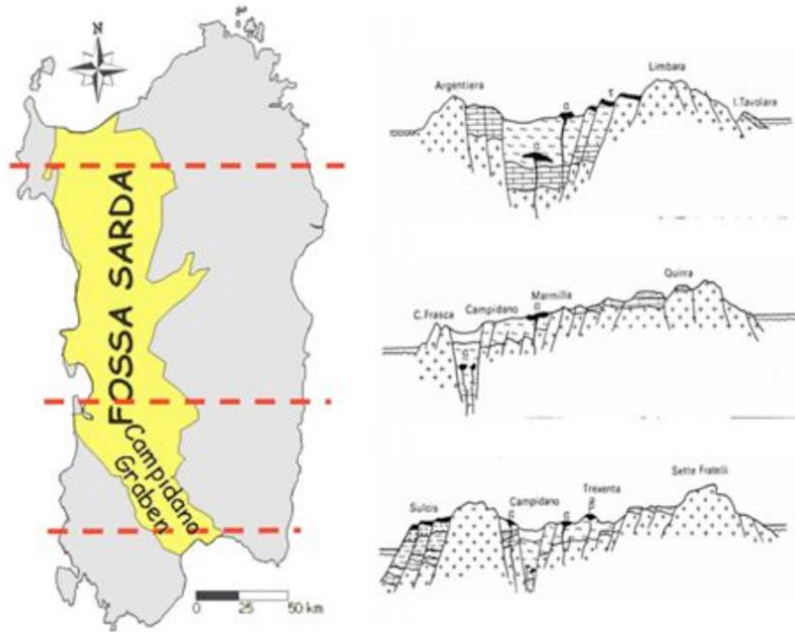 N
FOSSA SARDA
Campidano
Graben
0 25 50 km
Argentiera
Limbara
I.Tavolara
C. Frasca
Campidano
Marmilla
Quirra
Sulcis
Campidano
Trexenta
Sette Fratelli